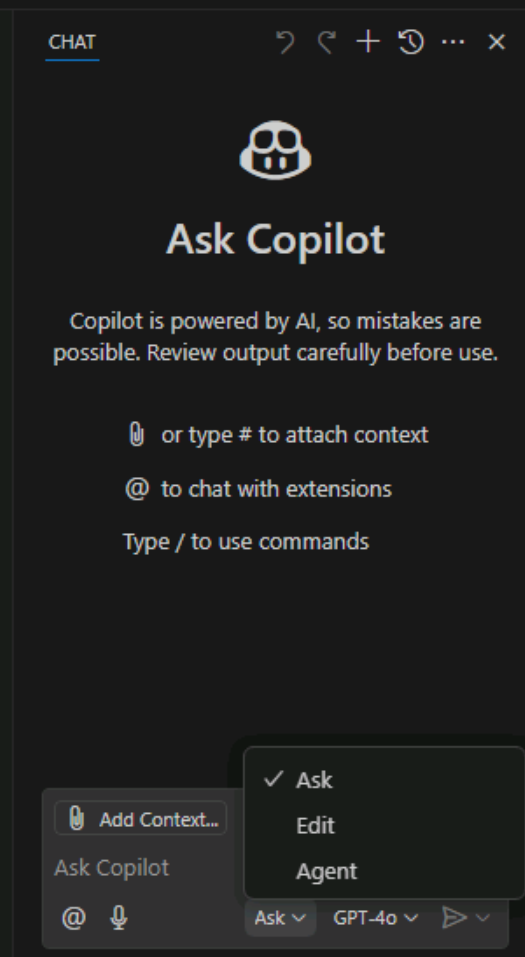 CHAT
Ask Copilot
Copilot is powered by AI, so mistakes are
possible. Review output carefully before use.
or type # to attach context
@ to chat with extensions
Type / to use commands
Ask
Edit
Agent
Add Context...
Ask Copilot
@ Ask GPT-4o